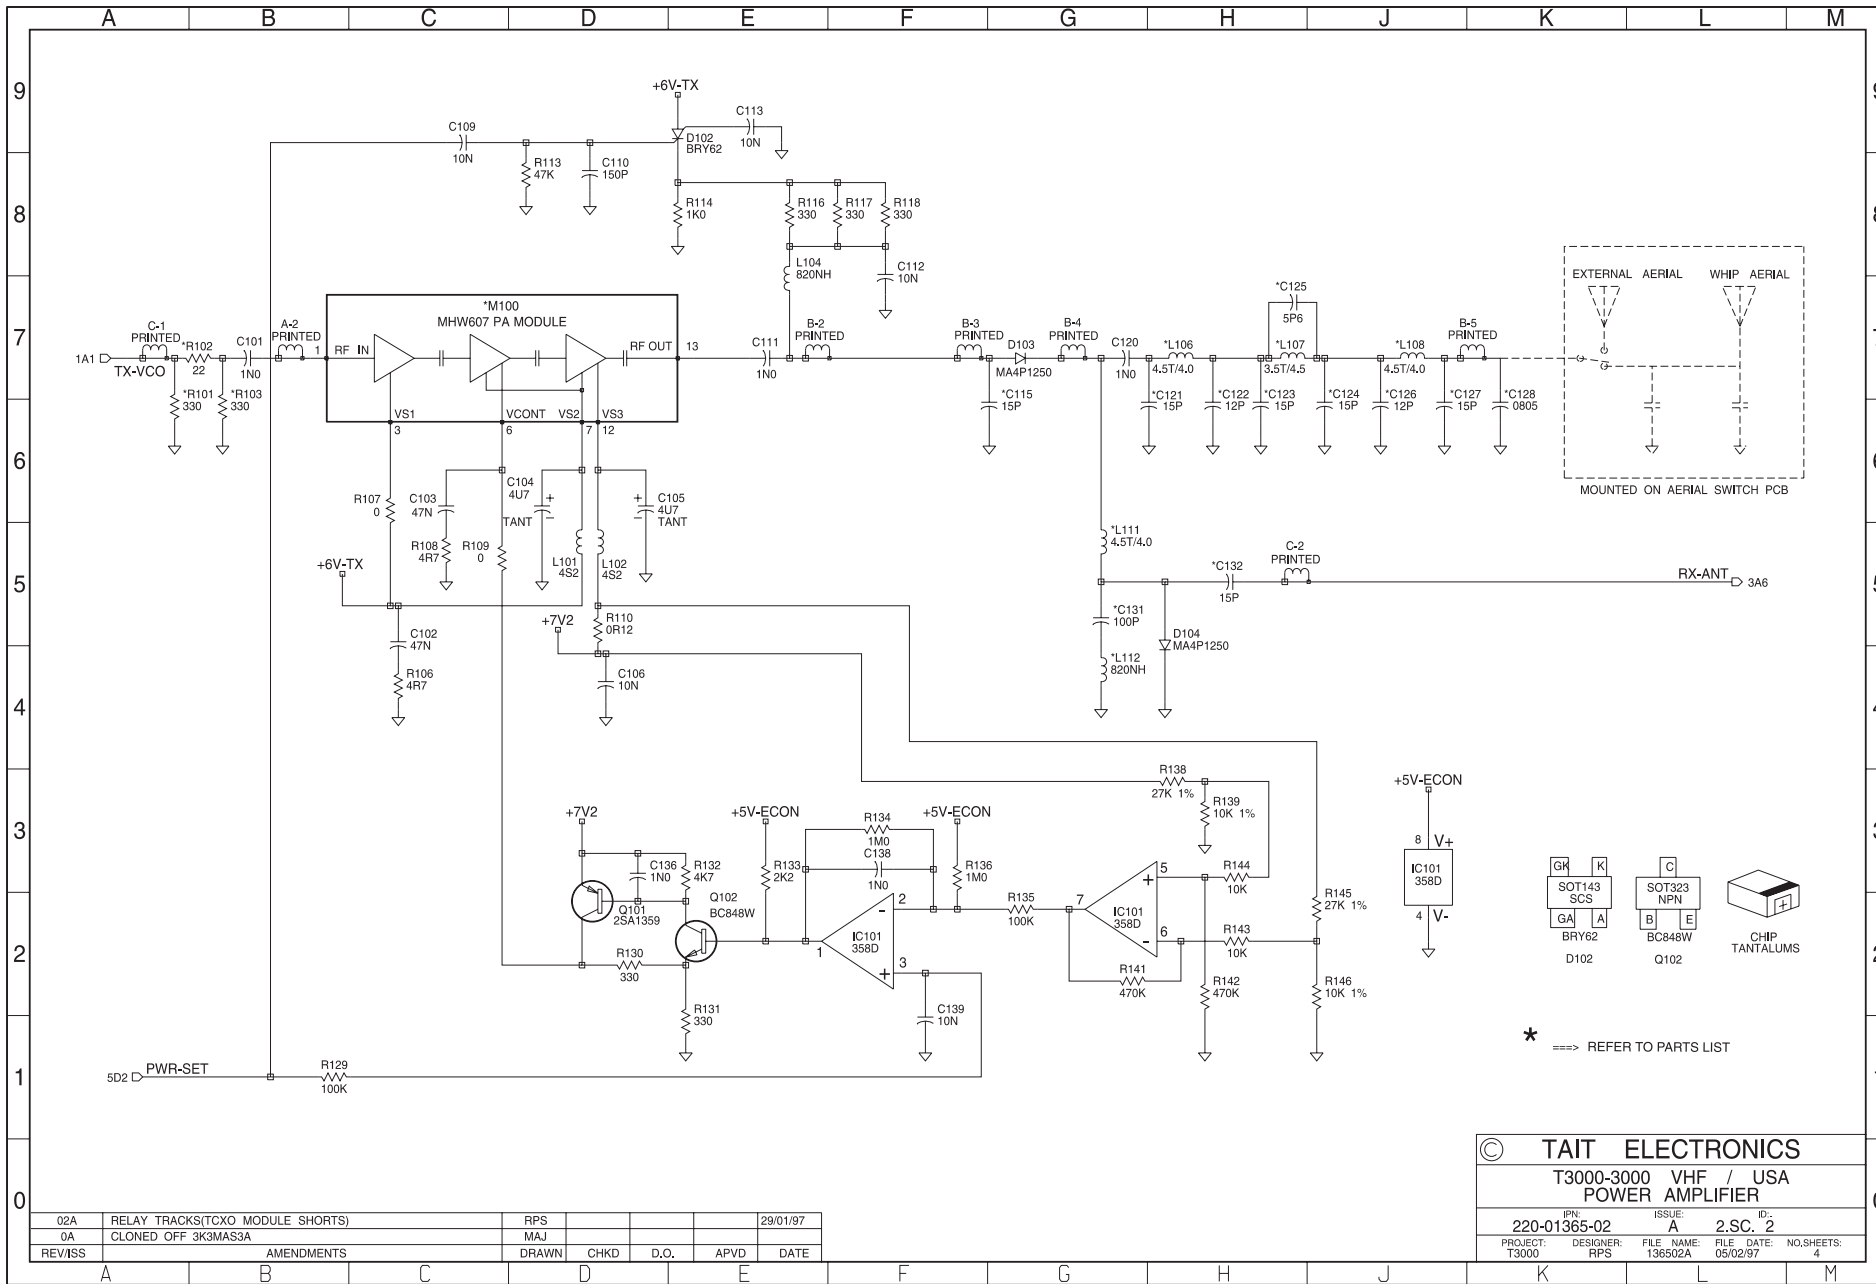 A B C D E F G H J K L M
9
+6V-TX
C109
10N
C113
10N
D102
BRY62
R113
47K
C110
150P
8
R114
1K0
R116
330
R117
330
R118
330
L104
820NH
C112
10N
EXTERNAL AERIAL
WHIP AERIAL
*C125
5P6
7
*M100
MHW607 PA MODULE
C-1
PRINTED
1A1
TX-VCO
*R102
22
C101
1N0
A-2
PRINTED
1
RF IN
RF OUT
13
C111
1N0
B-2
PRINTED
B-3
PRINTED
D103
MA4P1250
B-4
PRINTED
C120
1N0
*L106
4.5T/4.0
*L107
3.5T/4.5
*L108
4.5T/4.0
B-5
PRINTED
*R101
330
*R103
330
VS1
3
VCONT
6
VS2
7
VS3
12
*C115
15P
*C121
15P
*C122
12P
*C123
15P
*C124
15P
*C126
12P
*C127
15P
*C128
0805
6
R107
0
C103
47N
C104
4U7
TANT
+
–
+
–
C105
4U7
TANT
MOUNTED ON AERIAL SWITCH PCB
R108
4R7
R109
0
L101
4S2
L102
4S2
*L111
4.5T/4.0
+6V-TX
*C132
15P
C-2
PRINTED
RX-ANT
3A6
5
C102
47N
+7V2
R110
0R12
*C131
100P
D104
MA4P1250
R106
4R7
C106
10N
*L112
820NH
4
R138
27K 1%
R139
10K 1%
+5V-ECON
8 V+
IC101
358D
4 V-
3
+7V2
+5V-ECON
R134
1M0
C138
1N0
+5V-ECON
C136
1N0
R132
4K7
R133
2K2
R136
1M0
R144
10K
R145
27K 1%
Q101
2SA1359
Q102
BC848W
2
-
IC101
358D
1
+
3
R135
100K
7
5
+
IC101
358D
-
6
R143
10K
GK K
SOT143
SCS
GA A
BRY62
D102
C
SOT323
NPN
B E
BC848W
Q102
+
CHIP
TANTALUMS
2
R130
330
R131
330
C139
10N
R141
470K
R142
470K
R146
10K 1%
* ===> REFER TO PARTS LIST
1
5D2
PWR-SET
R129
100K
0
© TAIT ELECTRONICS
T3000-3000 VHF / USA
POWER AMPLIFIER
IPN: ISSUE: ID:.
220-01365-02 A 2.SC. 2
PROJECT: DESIGNER: FILE NAME: FILE DATE: NO.SHEETS:
T3000 RPS 136502A 05/02/97 4
02A RELAY TRACKS(TCXO MODULE SHORTS) RPS 29/01/97
0A CLONED OFF 3K3MAS3A MAJ
REV/ISS AMENDMENTS DRAWN CHKD D.O. APVD DATE
A B C D E F G H J K L M